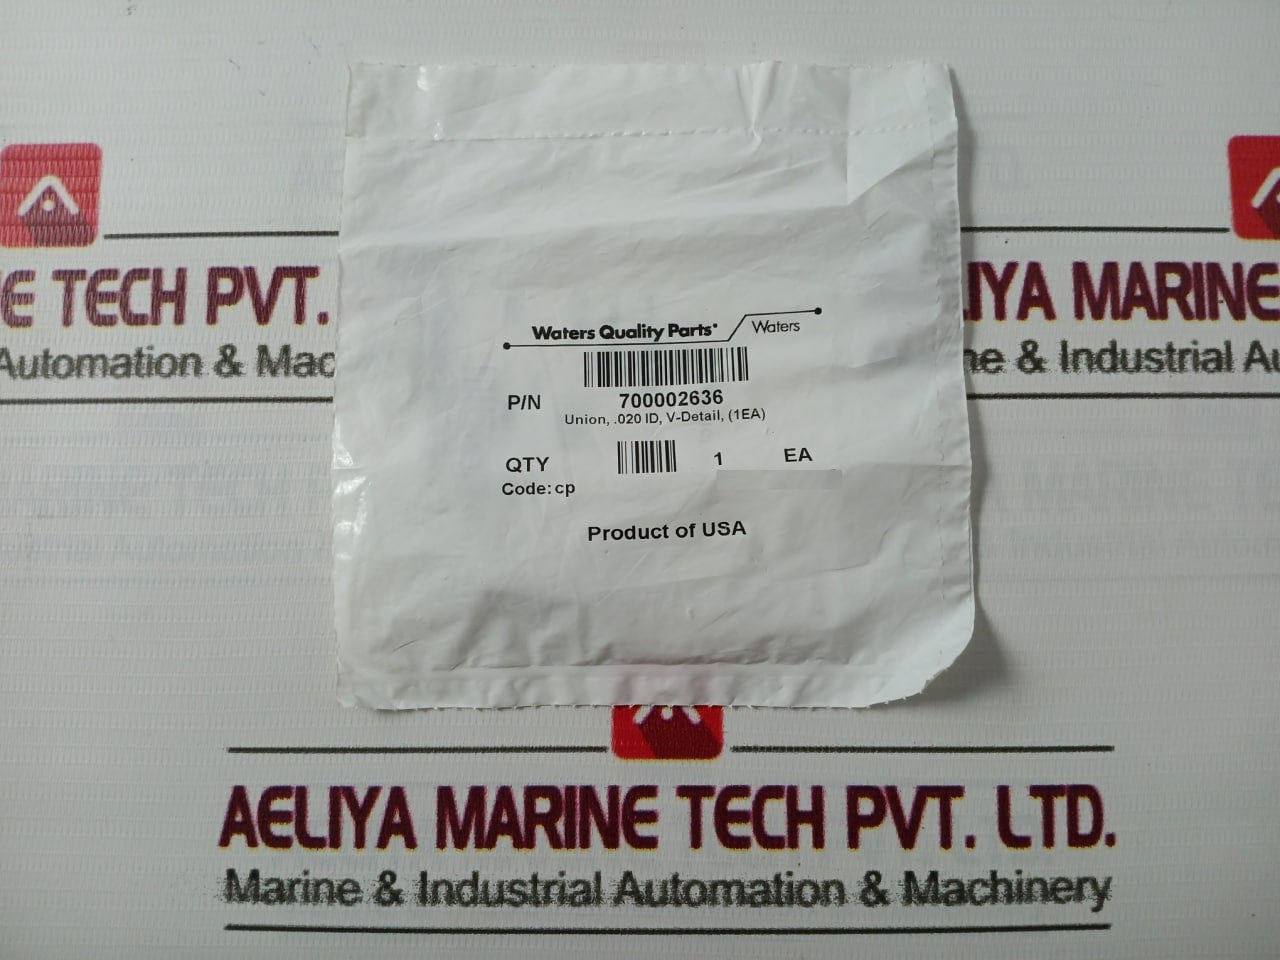 E TECH PVT.
Automation & Mac
IYA MARINE
ne & Industrial Au
Waters Quality Parts®
Waters
P/N 700002636
Union, .020 ID, V-Detail, (1EA)
QTY 1 EA
Code: cp
Product of USA
AELIYA MARINE TECH PVT. LTD.
Marine & Industrial Automation & Machinery